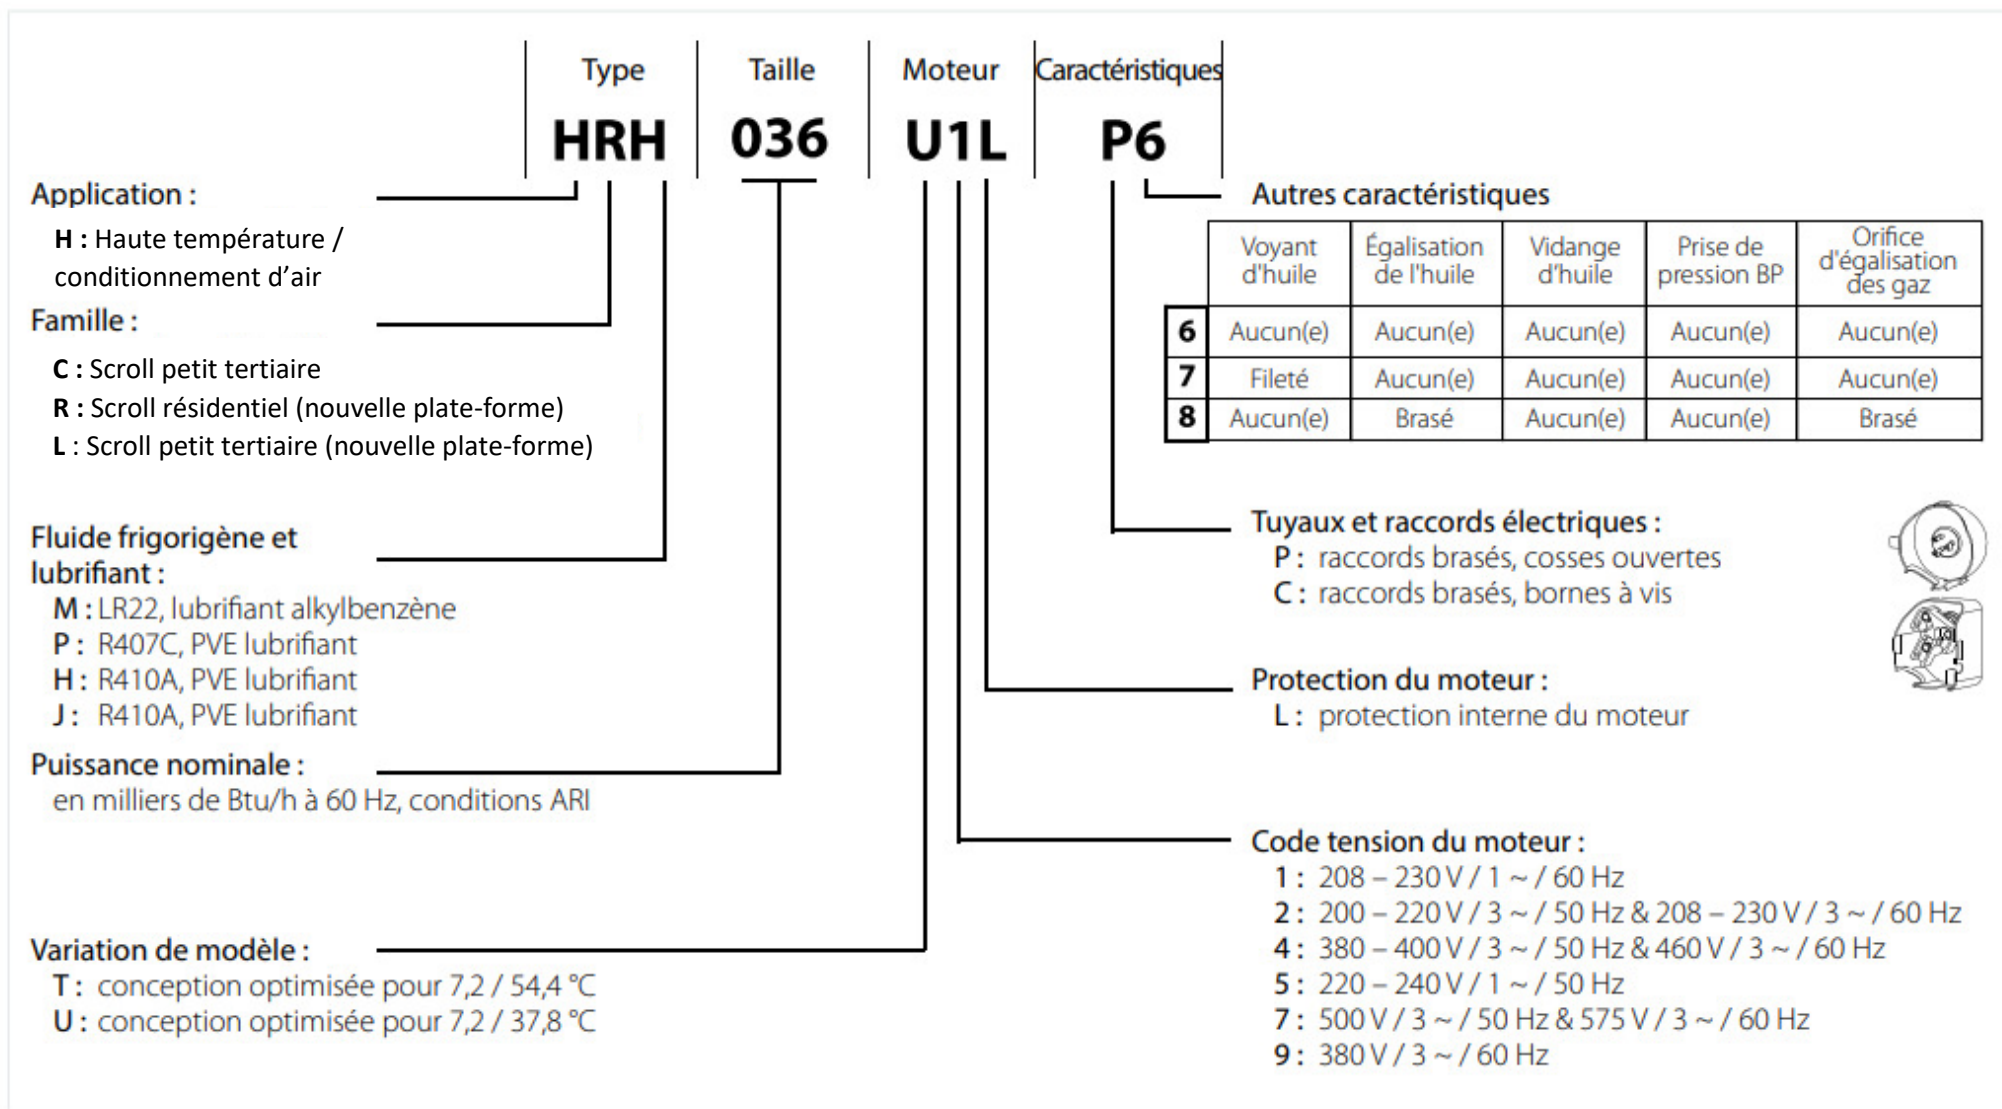 Type
Taille
Moteur
Caractéristiques
HRH
036
U1L
P6
Application :
H : Haute température /
conditionnement d’air
Famille :
C : Scroll petit tertiaire
R : Scroll résidentiel (nouvelle plate-forme)
L : Scroll petit tertiaire (nouvelle plate-forme)
Fluide frigorigène et
lubrifiant :
M : LR22, lubrifiant alkylbenzène
P : R407C, PVE lubrifiant
H : R410A, PVE lubrifiant
J : R410A, PVE lubrifiant
Puissance nominale :
en milliers de Btu/h à 60 Hz, conditions ARI
Variation de modèle :
T : conception optimisée pour 7,2 / 54,4 °C
U : conception optimisée pour 7,2 / 37,8 °C
Autres caractéristiques
Voyant d'huile
Égalisation de l'huile
Vidange d'huile
Prise de pression BP
Orifice d'égalisation des gaz
6 Aucun(e) Aucun(e) Aucun(e) Aucun(e) Aucun(e)
7 Fileté Aucun(e) Aucun(e) Aucun(e) Aucun(e)
8 Aucun(e) Brasé Aucun(e) Aucun(e) Brasé
Tuyaux et raccords électriques :
P : raccords brasés, cosses ouvertes
C : raccords brasés, bornes à vis
Protection du moteur :
L : protection interne du moteur
Code tension du moteur :
1 : 208 – 230 V / 1 ~ / 60 Hz
2 : 200 – 220 V / 3 ~ / 50 Hz & 208 – 230 V / 3 ~ / 60 Hz
4 : 380 – 400 V / 3 ~ / 50 Hz & 460 V / 3 ~ / 60 Hz
5 : 220 – 240 V / 1 ~ / 50 Hz
7 : 500 V / 3 ~ / 50 Hz & 575 V / 3 ~ / 60 Hz
9 : 380 V / 3 ~ / 60 Hz